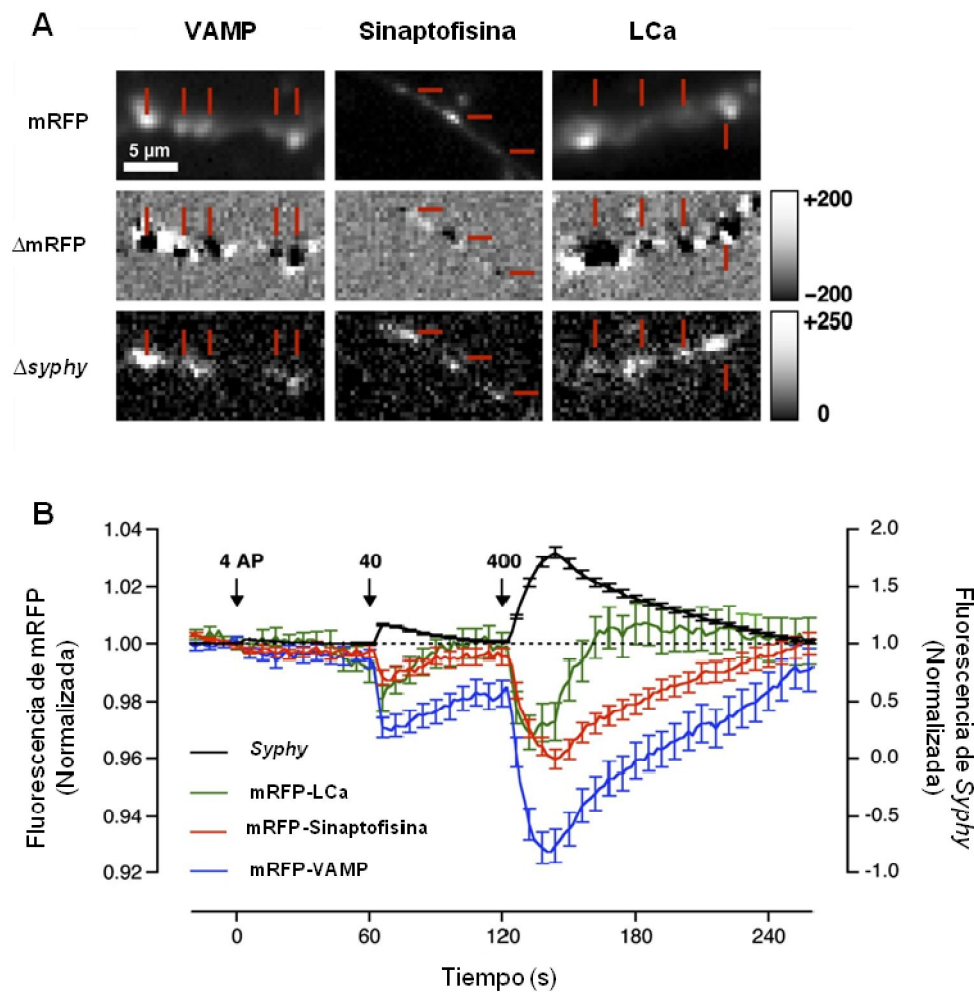 A
VAMP Sinaptofisina LCa
mRFP
5 µm
ΔmRFP
+200
−200
Δsyphy
+250
0
B
Fluorescencia de mRFP
(Normalizada)
1.04
1.02
1.00
0.98
0.96
0.94
0.92
4 AP 40 400
Syphy
mRFP-LCa
mRFP-Sinaptofisina
mRFP-VAMP
2.0
1.5
1.0
0.5
0.0
-0.5
-1.0
Fluorescencia de Syphy
(Normalizada)
0 60 120 180 240
Tiempo (s)